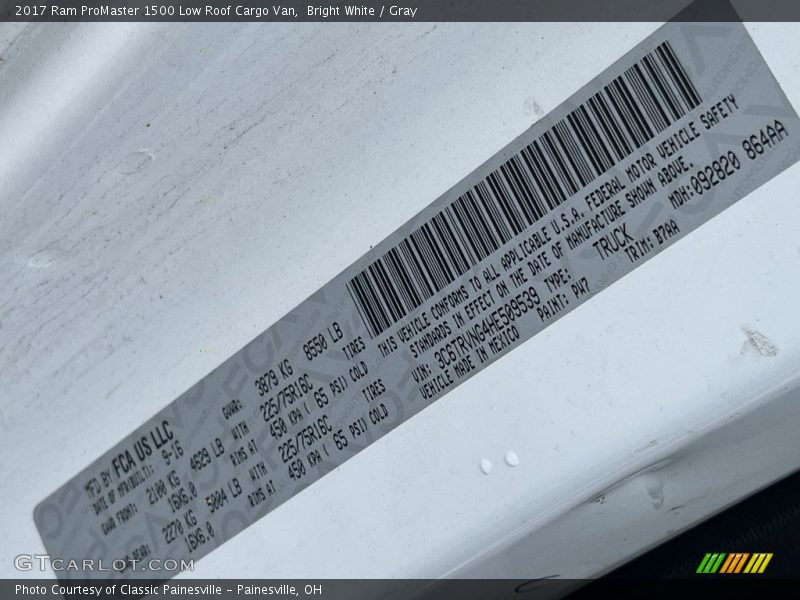 2017 Ram ProMaster 1500 Low Roof Cargo Van, Bright White / Gray
MFD BY FCA US LLC
DATE OF MFR(BUILT): 9-16
GVWR: 3879 KG 8550 LB
GAWR FRONT: 2100 KG 4629 LB WITH 225/75R16C TIRES
16X6.0 RIMS AT 450 KPA ( 65 PSI) COLD
REAR: 2270 KG 5004 LB WITH 225/75R16C TIRES
16X6.0 RIMS AT 450 KPA ( 65 PSI) COLD
THIS VEHICLE CONFORMS TO ALL APPLICABLE U.S.A. FEDERAL MOTOR VEHICLE SAFETY
STANDARDS IN EFFECT ON THE DATE OF MANUFACTURE SHOWN ABOVE.
MDH:092820 864AA
VIN: 3C6TRVNG4HE509539 TYPE: TRUCK
VEHICLE MADE IN MEXICO PAINT: PW7 TRIM: B7AA
GTCARLOT.COM
Photo Courtesy of Classic Painesville - Painesville, OH